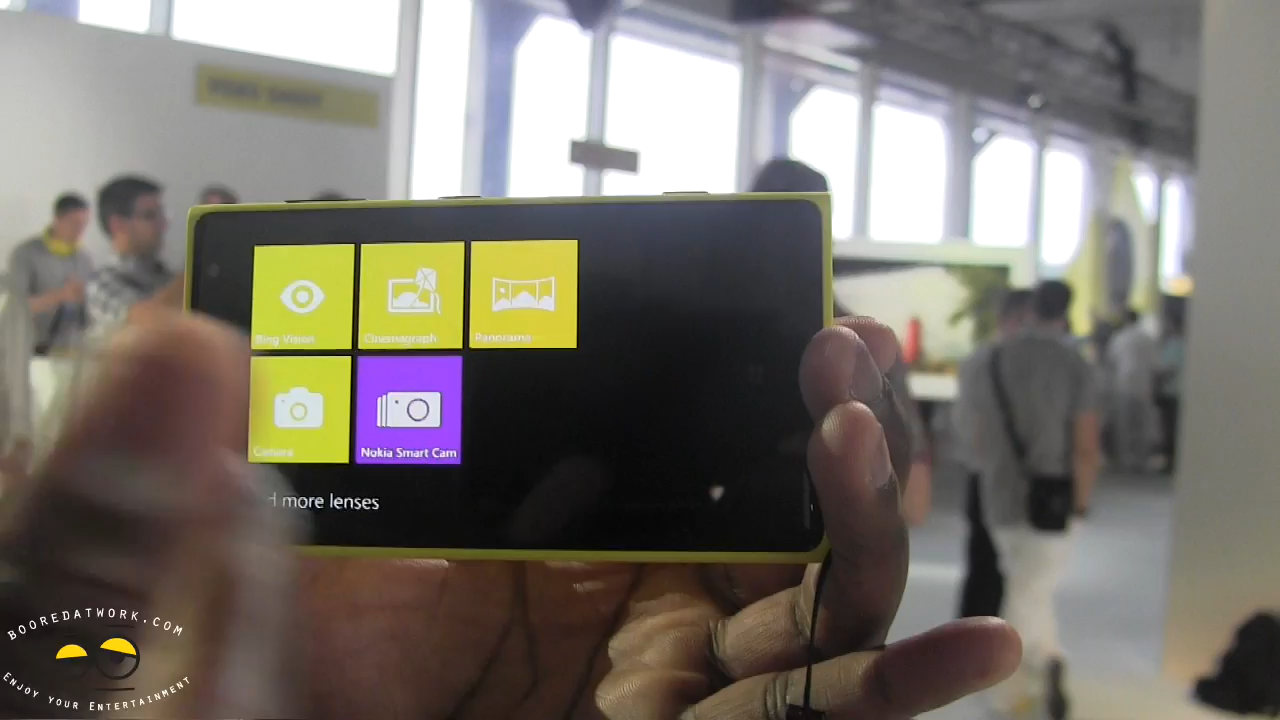 Bing Vision
Cinemagraph
Panorama
Camera
Nokia Smart Cam
d more lenses
BOOREDATWORK.COM
ENJOY YOUR ENTERTAINMENT